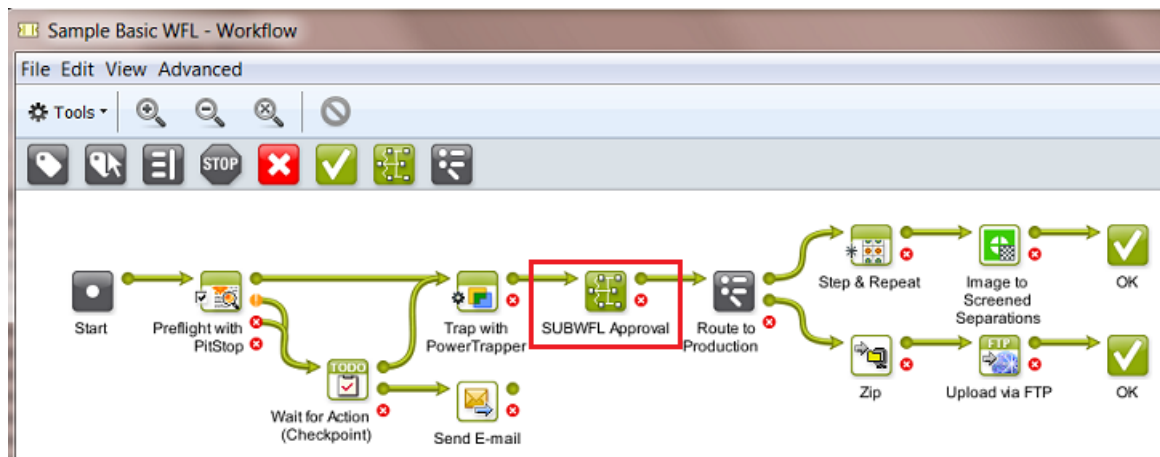 Sample Basic WFL - Workflow
File Edit View Advanced
Tools
STOP
Start
Preflight with
PitStop
TODO
Wait for Action
(Checkpoint)
Trap with
PowerTrapper
Send E-mail
SUBWFL Approval
Route to
Production
Step & Repeat
Image to
Screened
Separations
OK
Zip
FTP
Upload via FTP
OK